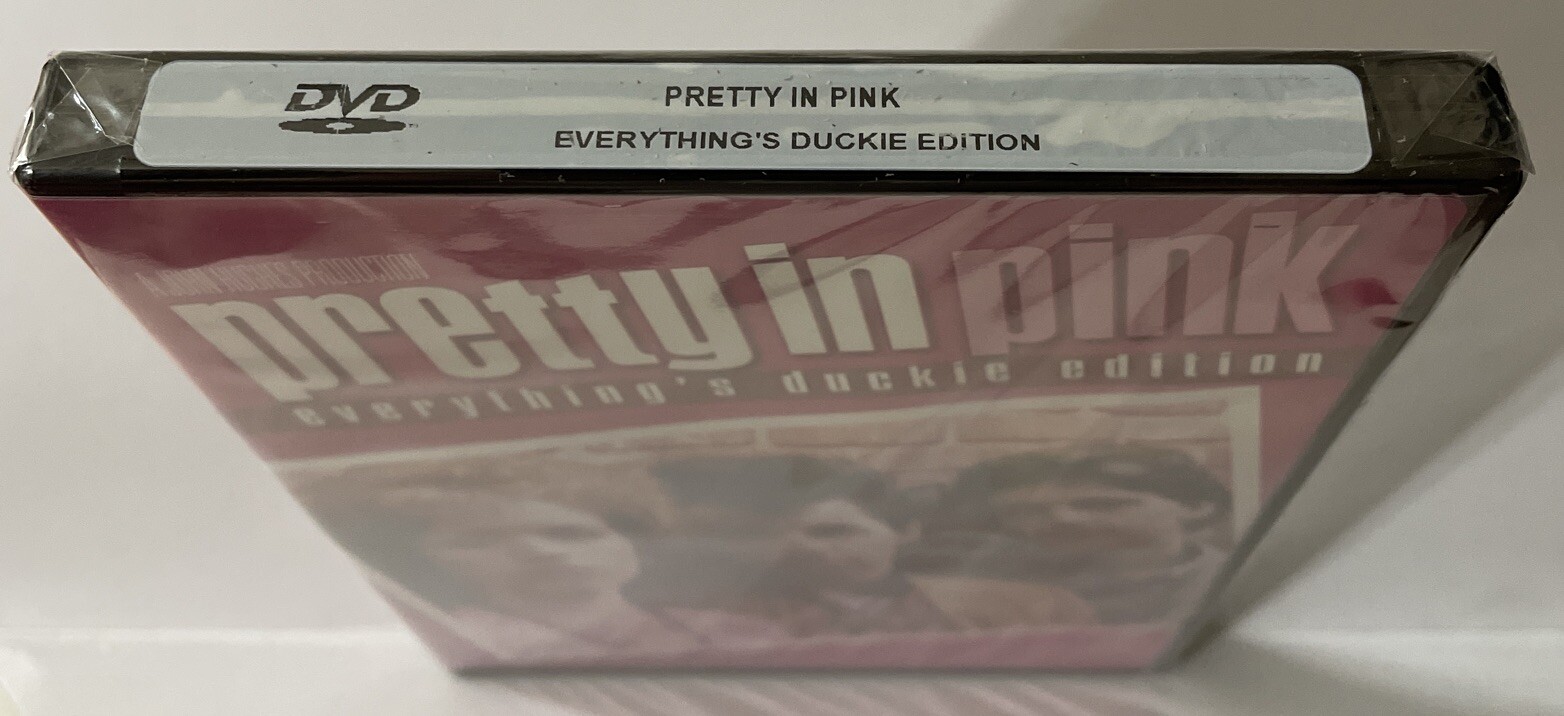 DVD
PRETTY IN PINK
EVERYTHING'S DUCKIE EDITION
A JOHN HUGHES PRODUCTION
pretty in pink
everything's duckie edition